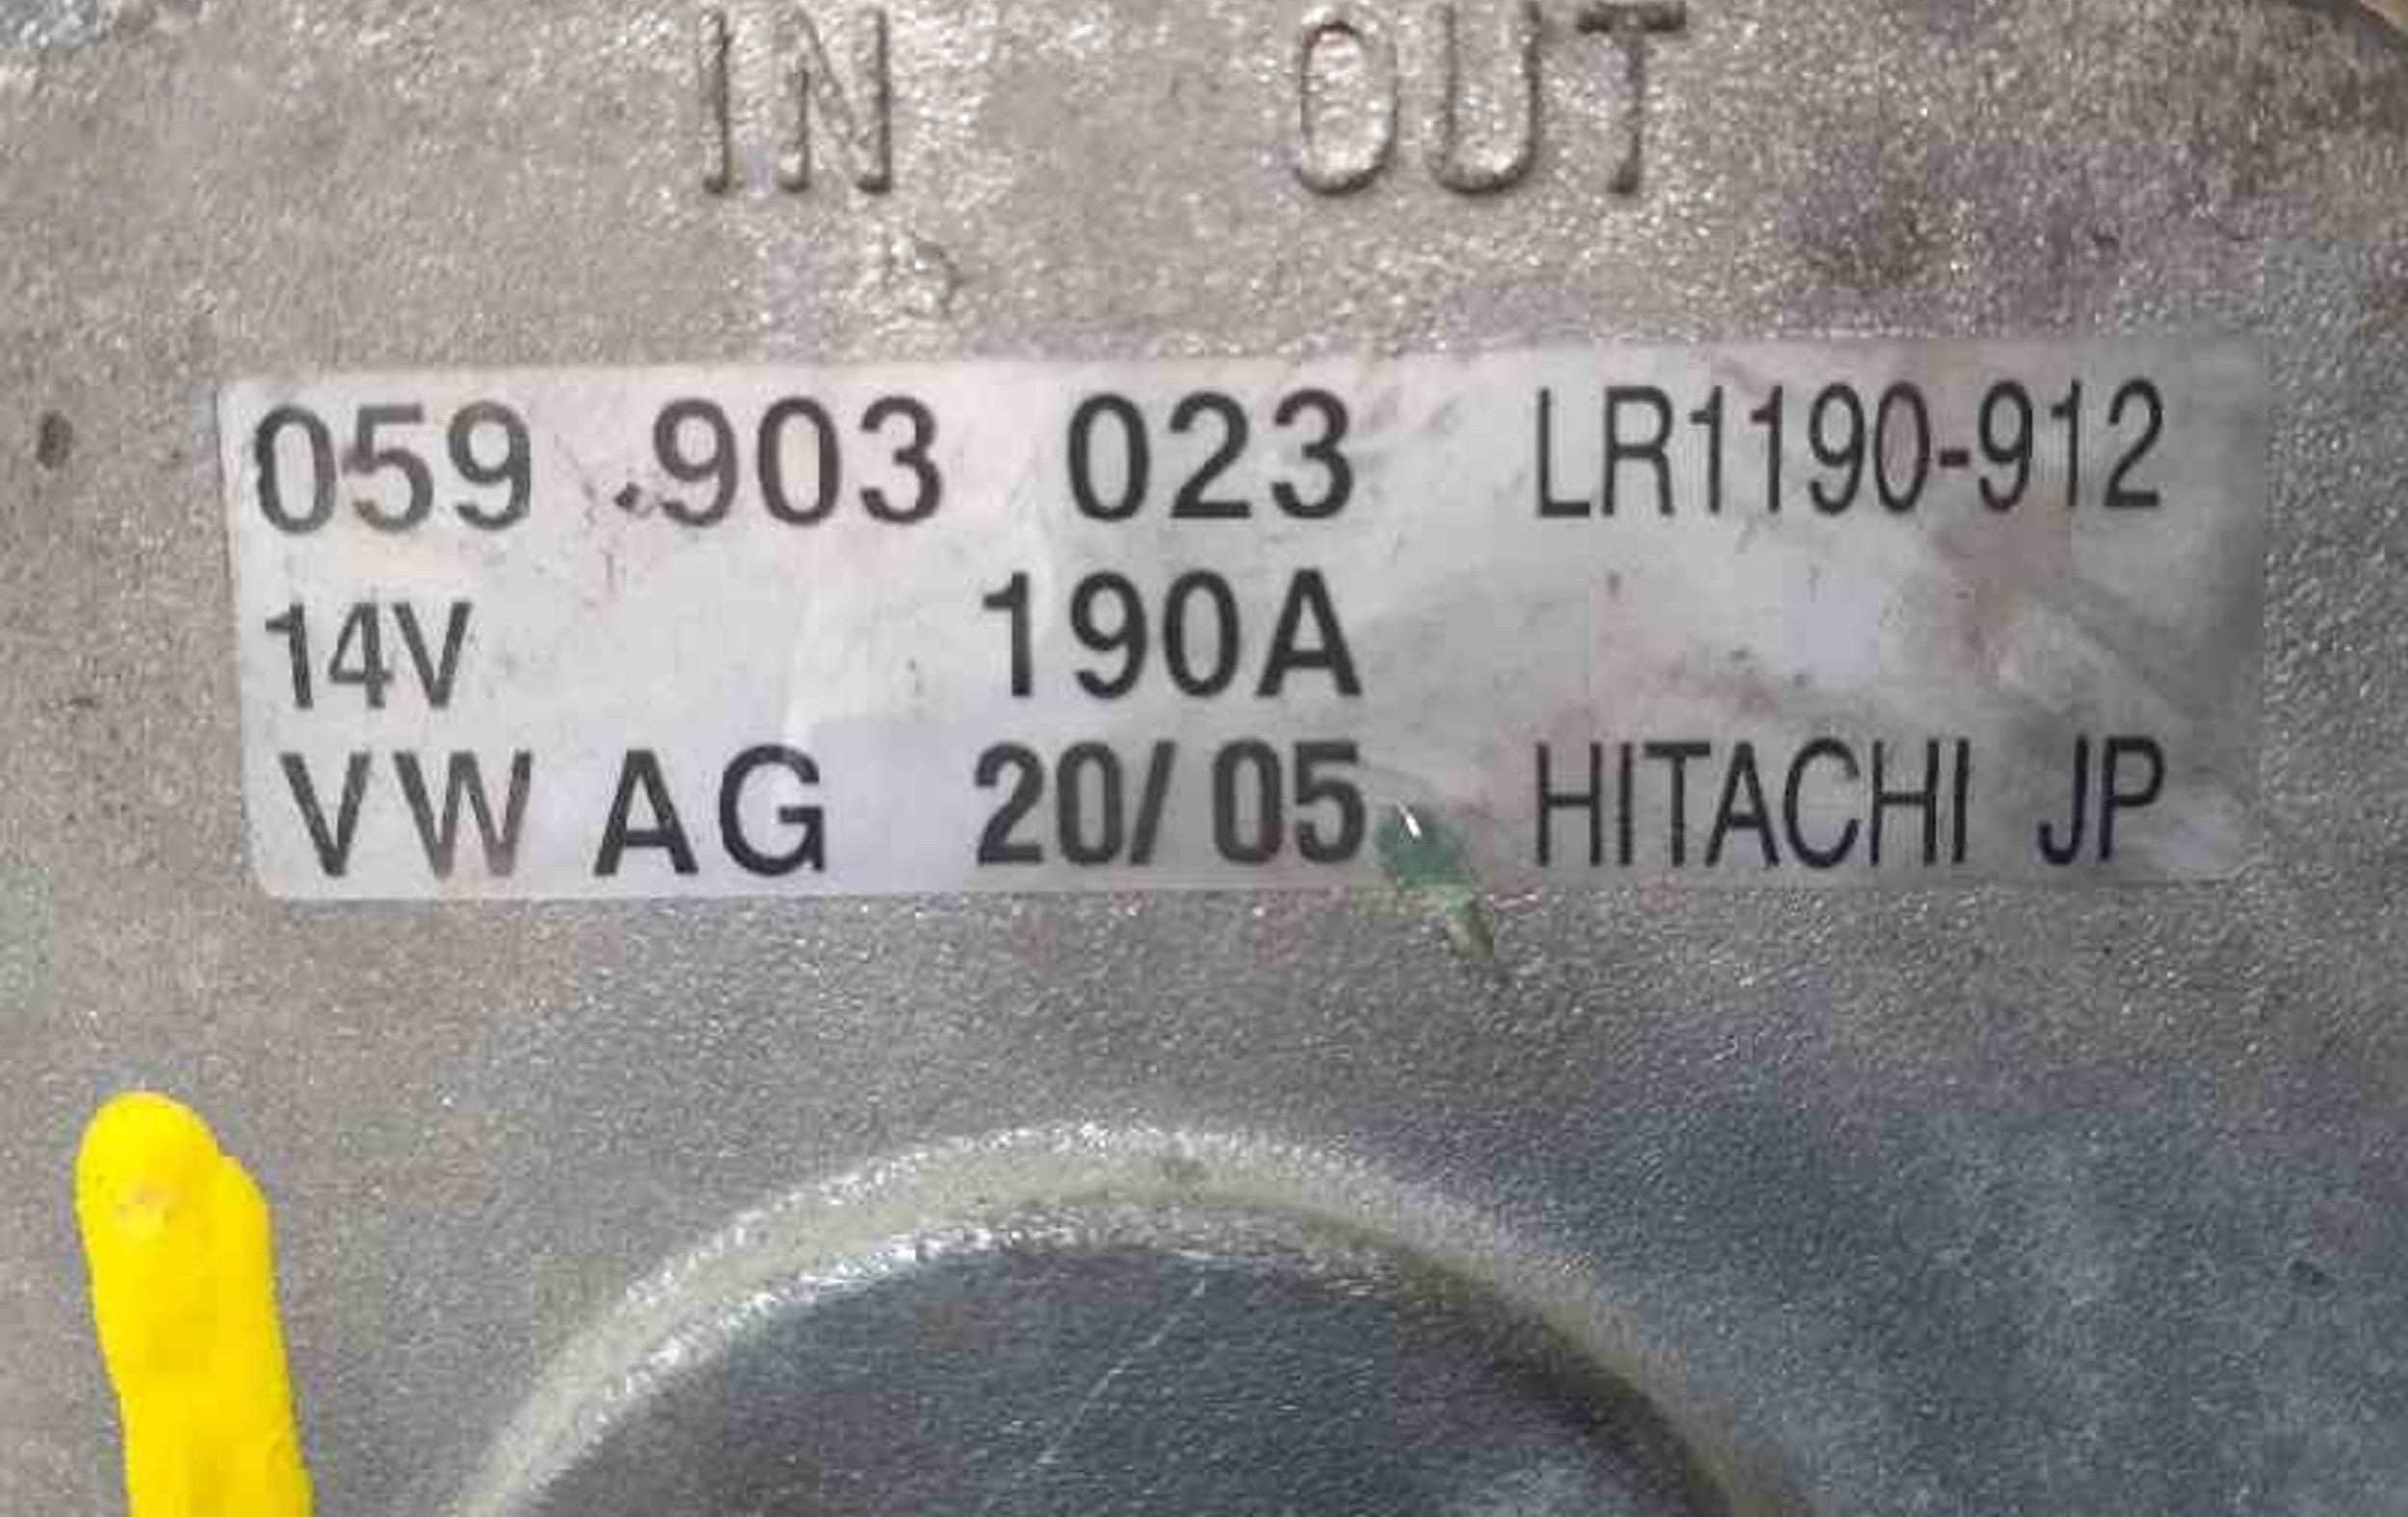 IN OUT
059 903 023 LR1190-912
14V 190A
VW AG 20/05 HITACHI JP